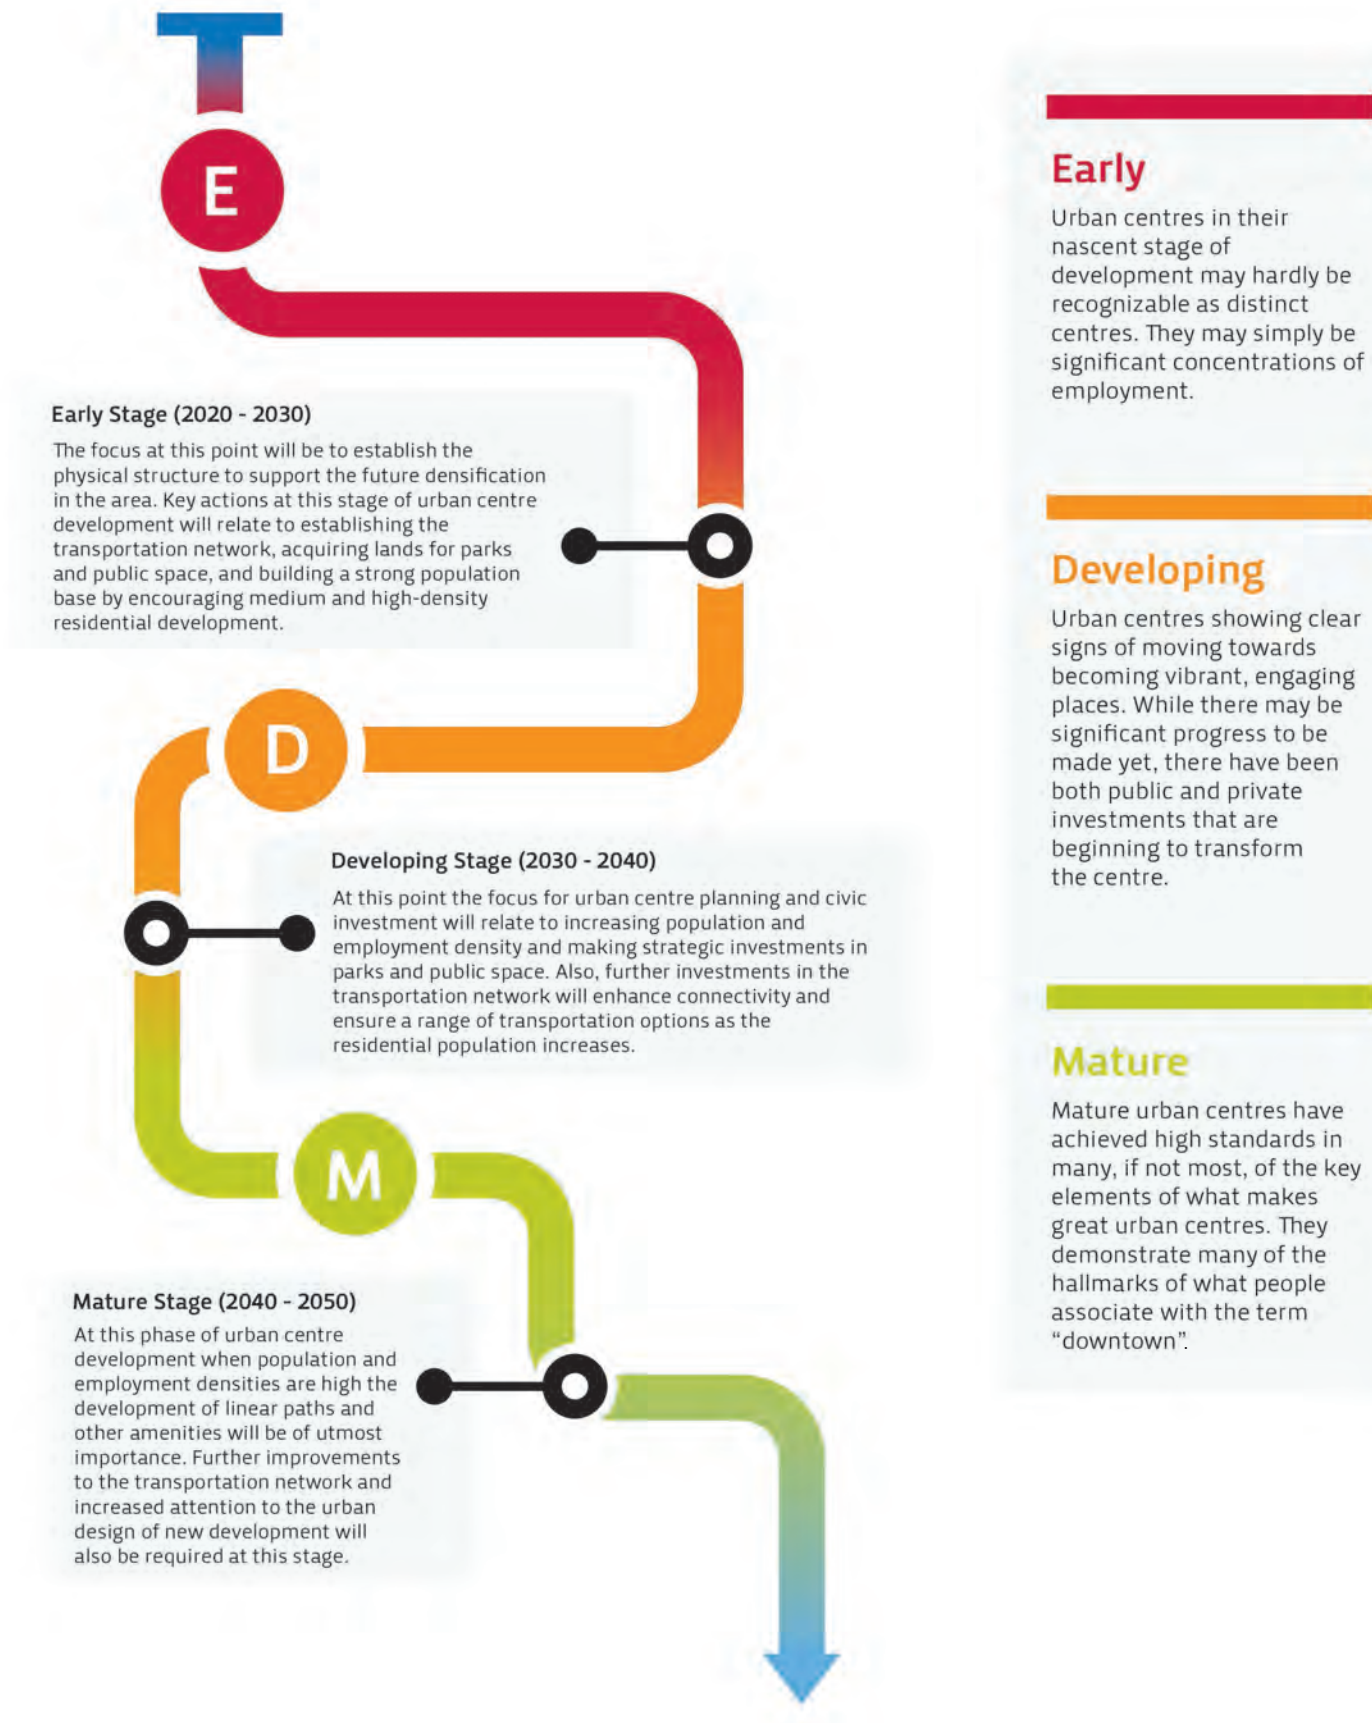 E
Early Stage (2020 - 2030)
The focus at this point will be to establish the
physical structure to support the future densification
in the area. Key actions at this stage of urban centre
development will relate to establishing the
transportation network, acquiring lands for parks
and public space, and building a strong population
base by encouraging medium and high-density
residential development.
D
Developing Stage (2030 - 2040)
At this point the focus for urban centre planning and civic
investment will relate to increasing population and
employment density and making strategic investments in
parks and public space. Also, further investments in the
transportation network will enhance connectivity and
ensure a range of transportation options as the
residential population increases.
M
Mature Stage (2040 - 2050)
At this phase of urban centre
development when population and
employment densities are high the
development of linear paths and
other amenities will be of utmost
importance. Further improvements
to the transportation network and
increased attention to the urban
design of new development will
also be required at this stage.
Early
Urban centres in their
nascent stage of
development may hardly be
recognizable as distinct
centres. They may simply be
significant concentrations of
employment.
Developing
Urban centres showing clear
signs of moving towards
becoming vibrant, engaging
places. While there may be
significant progress to be
made yet, there have been
both public and private
investments that are
beginning to transform
the centre.
Mature
Mature urban centres have
achieved high standards in
many, if not most, of the key
elements of what makes
great urban centres. They
demonstrate many of the
hallmarks of what people
associate with the term
“downtown”.